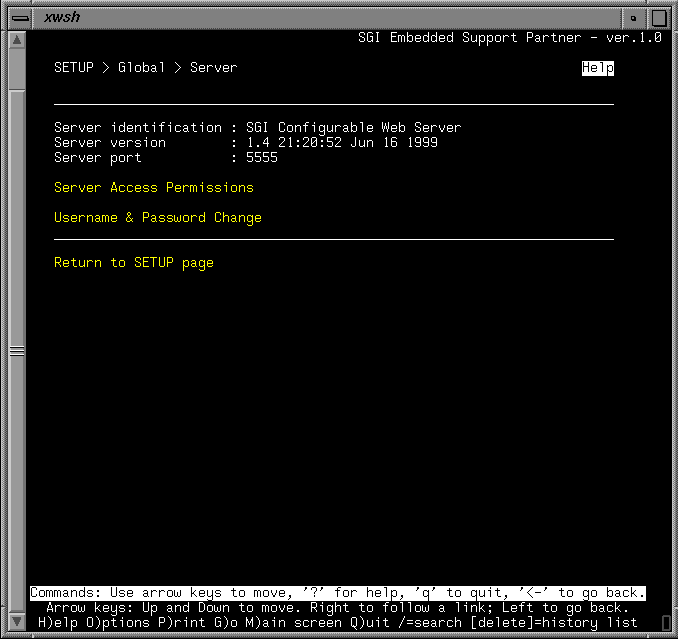 xwsh
SGI Embedded Support Partner - ver.1.0
SETUP > Global > Server Help
Server identification : SGI Configurable Web Server
Server version : 1.4 21:20:52 Jun 16 1999
Server port : 5555
Server Access Permissions
Username & Password Change
Return to SETUP page
Commands: Use arrow keys to move, '?' for help, 'q' to quit, '<-' to go back.
Arrow keys: Up and Down to move. Right to follow a link; Left to go back.
H)elp O)ptions P)rint G)o M)ain screen Q)uit /=search [delete]=history list